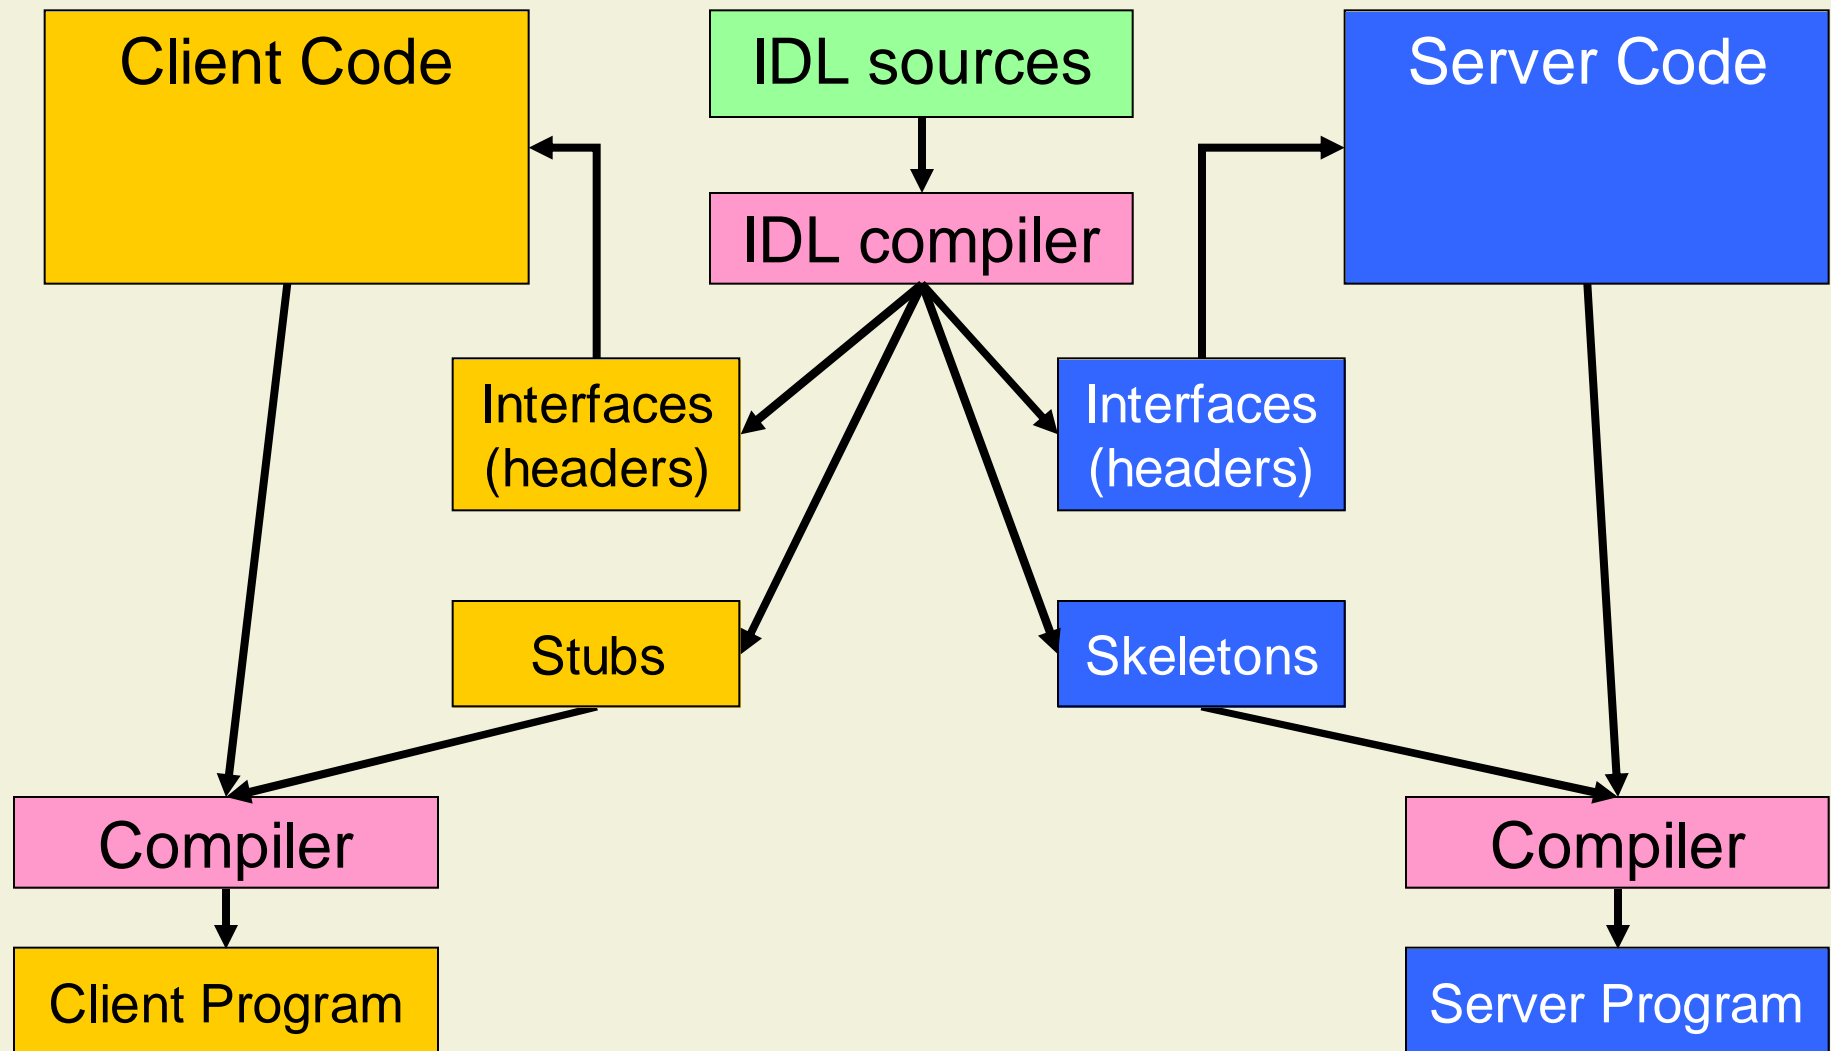 Client Code
IDL sources
Server Code
IDL compiler
Interfaces
(headers)
Interfaces
(headers)
Stubs
Skeletons
Compiler
Compiler
Client Program
Server Program